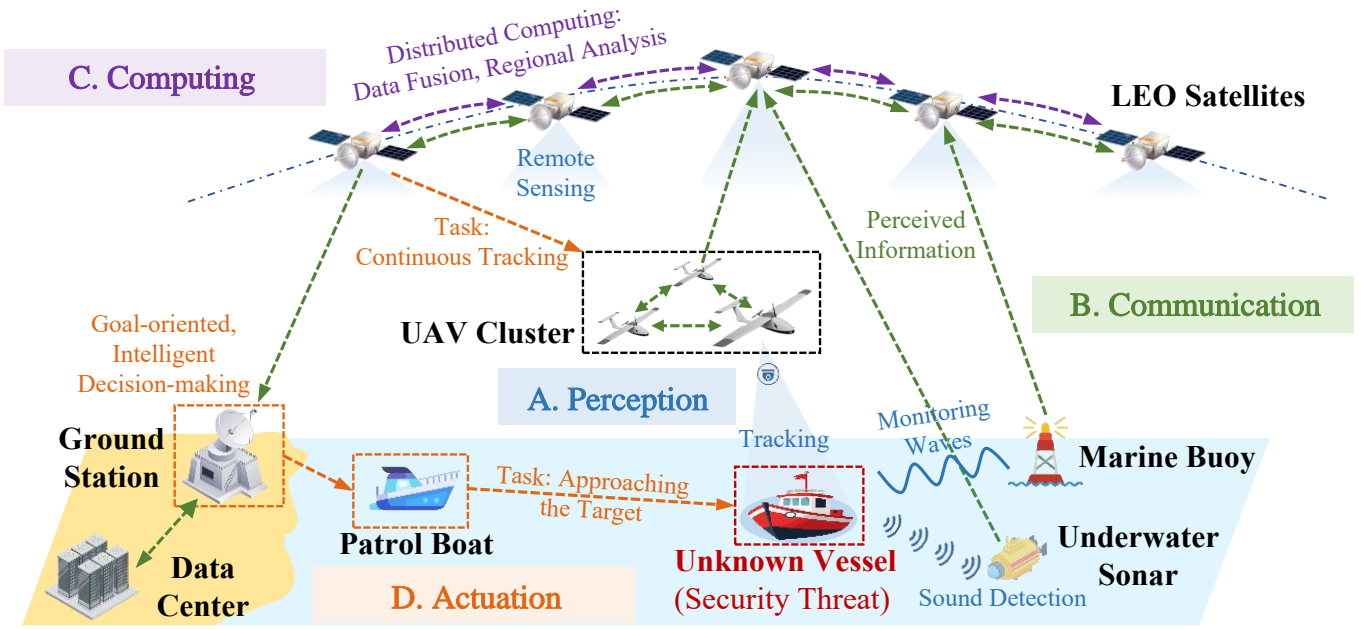 Distributed Computing:
Data Fusion, Regional Analysis
C. Computing
LEO Satellites
Remote
Sensing
Task:
Continuous Tracking
Perceived
Information
B. Communication
UAV Cluster
Goal-oriented,
Intelligent
Decision-making
A. Perception
Ground
Station
Tracking
Monitoring
Waves
Marine Buoy
Task: Approaching
the Target
Patrol Boat
Unknown Vessel
(Security Threat)
Underwater
Sonar
Sound Detection
Data
Center
D. Actuation